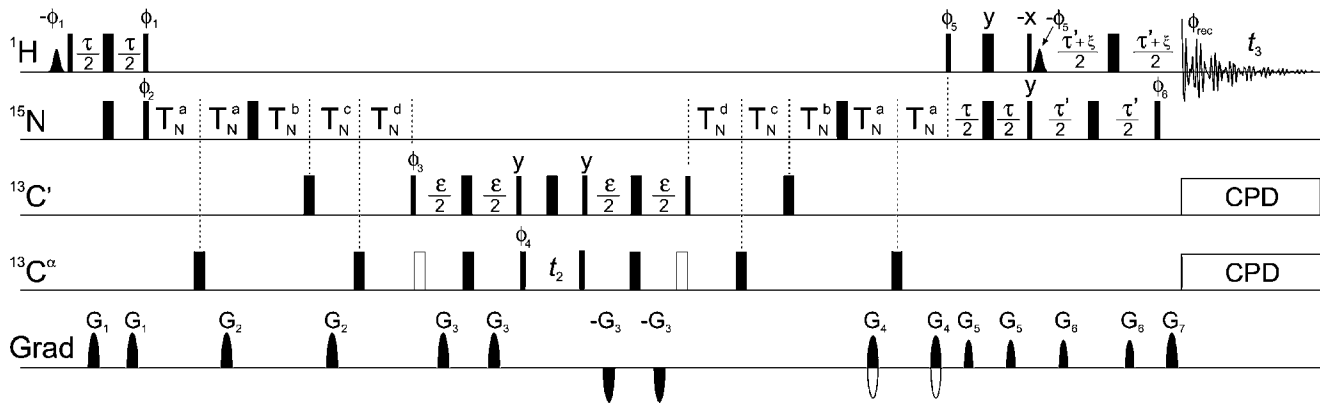 -ϕ1 ϕ1 ϕ5 y -x -ϕ5 ϕrec
1H τ/2 τ/2 τ'+ξ/2 τ'+ξ/2 t3
ϕ2 y ϕ6
15N TNa TNa TNb TNc TNd TNd TNc TNb TNa TNa τ/2 τ/2 τ'/2 τ'/2
ϕ3 y y
13C' ε/2 ε/2 ε/2 ε/2 CPD
ϕ4
13Cα t2 CPD
G1 G1 G2 G2 G3 G3 -G3 -G3 G4 G4 G5 G5 G6 G6 G7
Grad